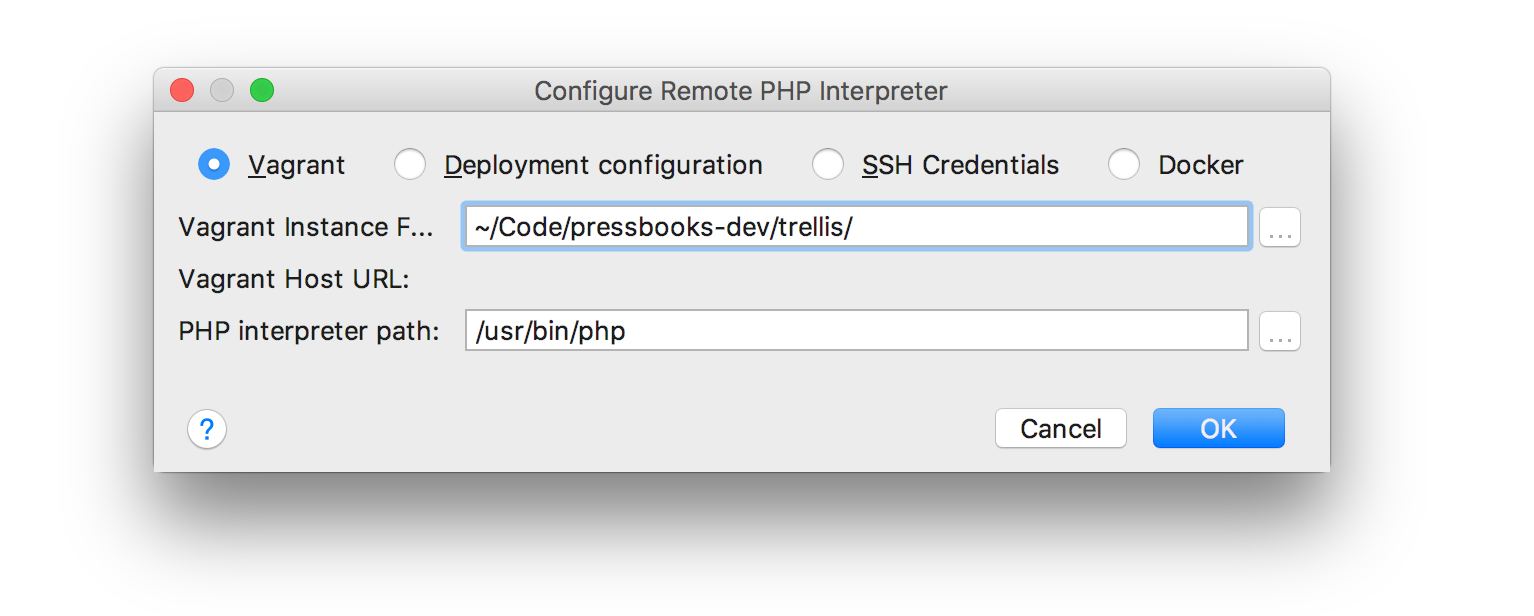 Configure Remote PHP Interpreter
Vagrant Deployment configuration SSH Credentials Docker
Vagrant Instance F... ~/Code/pressbooks-dev/trellis/ ...
Vagrant Host URL:
PHP interpreter path: /usr/bin/php ...
? Cancel OK